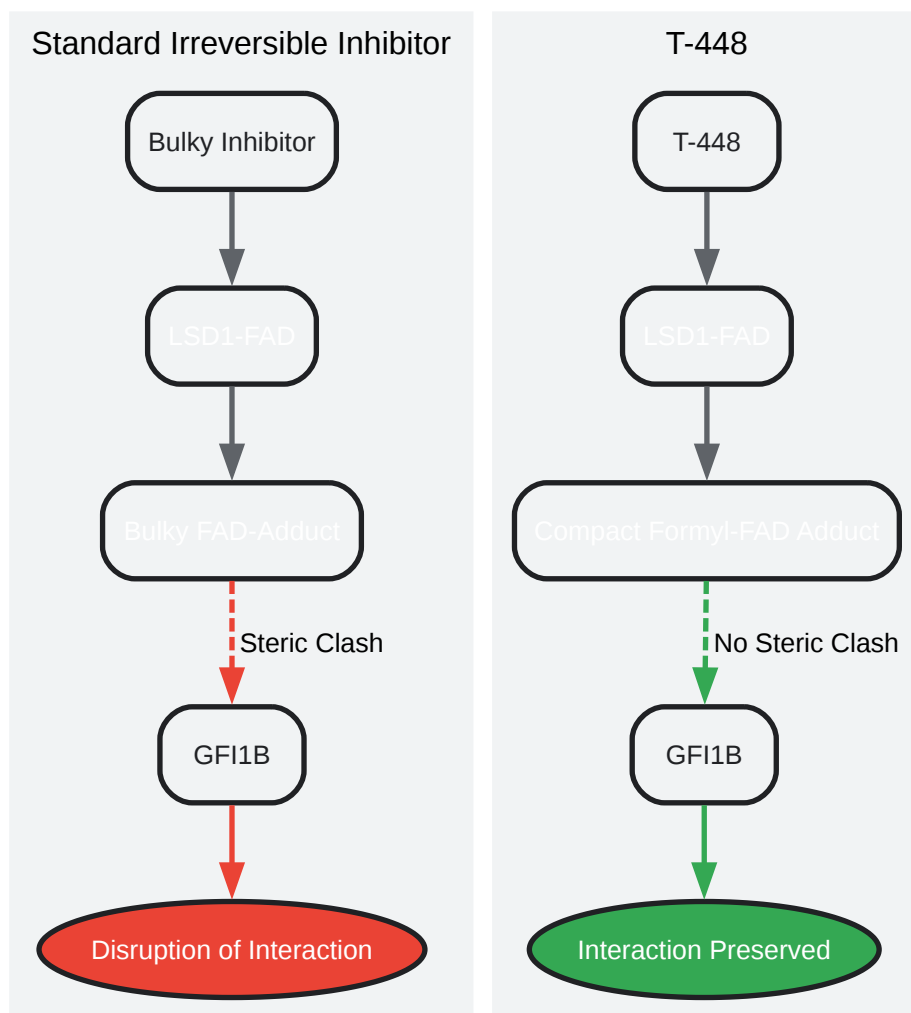 Standard Irreversible Inhibitor
Bulky Inhibitor
LSD1-FAD
Bulky FAD-Adduct
Steric Clash
GFI1B
Disruption of Interaction
T-448
T-448
LSD1-FAD
Compact Formyl-FAD Adduct
No Steric Clash
GFI1B
Interaction Preserved